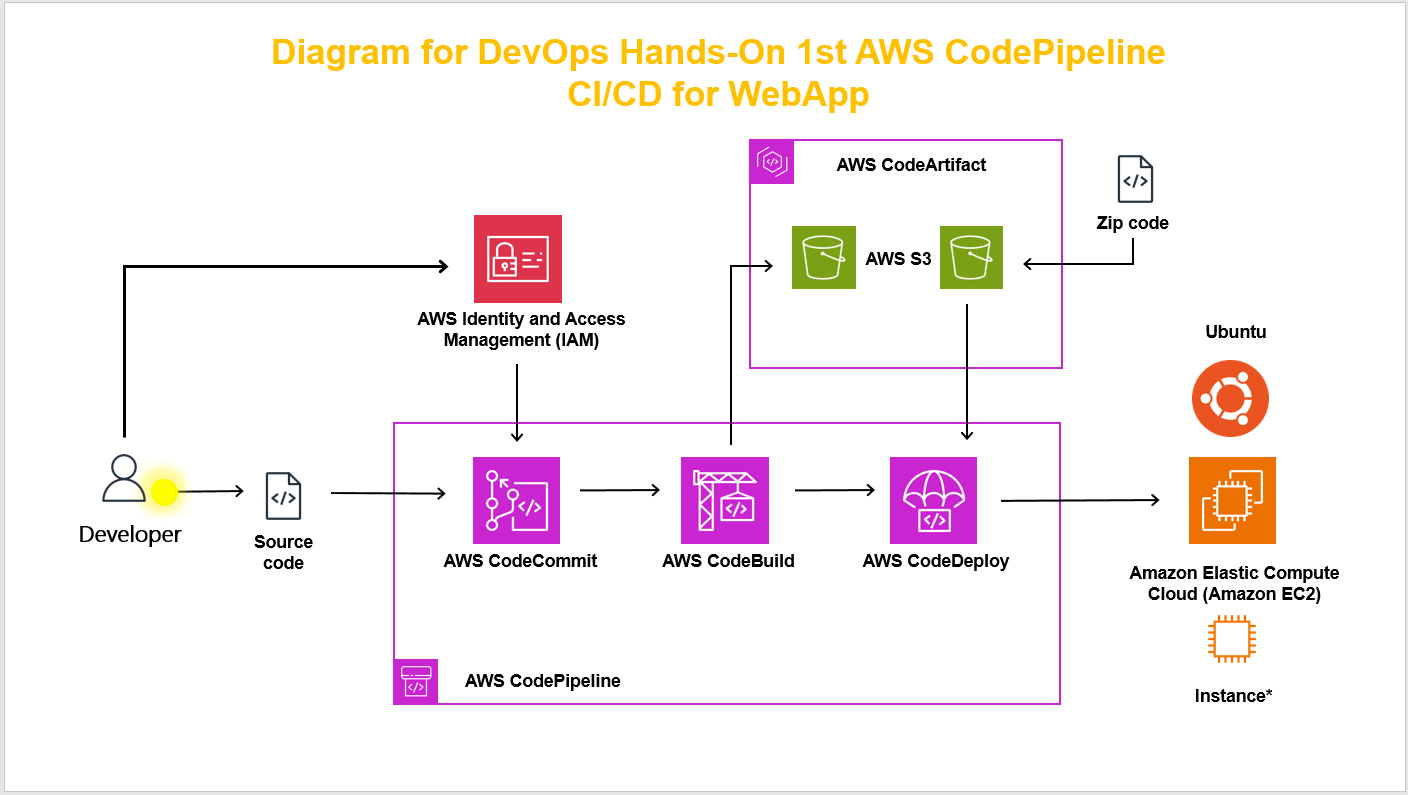 Diagram for DevOps Hands-On 1st AWS CodePipeline
CI/CD for WebApp
AWS CodeArtifact
Zip code
AWS S3
AWS Identity and Access
Management (IAM)
Ubuntu
Developer
Source
code
AWS CodeCommit
AWS CodeBuild
AWS CodeDeploy
Amazon Elastic Compute
Cloud (Amazon EC2)
AWS CodePipeline
Instance*